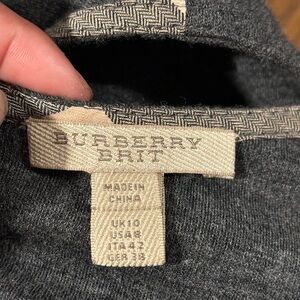 BURBERRY
BRIT
MADE IN
CHINA
UK 10
USA 8
ITA 42
GER 38